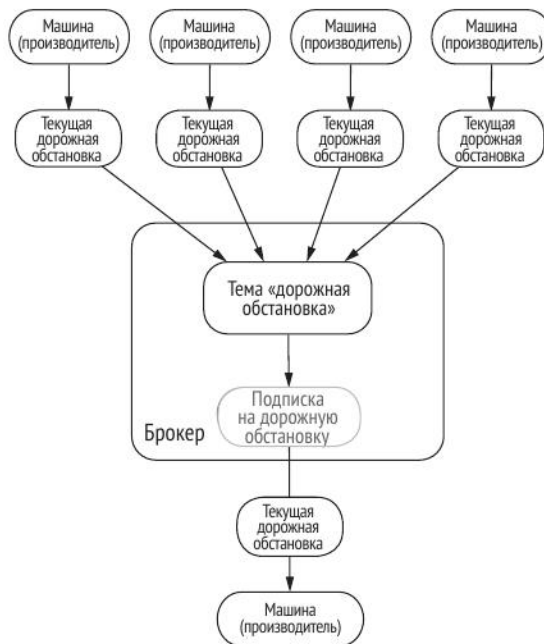 Машина
(производитель)
Машина
(производитель)
Машина
(производитель)
Машина
(производитель)
Текущая
дорожная
обстановка
Текущая
дорожная
обстановка
Текущая
дорожная
обстановка
Текущая
дорожная
обстановка
Тема «дорожная
обстановка»
Подписка
на дорожную
обстановку
Брокер
Текущая
дорожная
обстановка
Машина
(производитель)